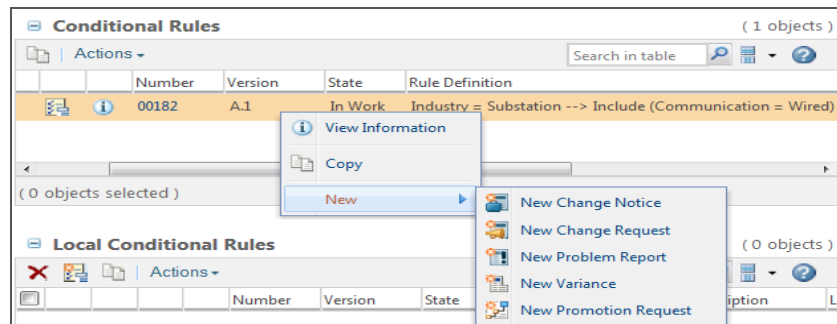 Conditional Rules ( 1 objects )
Actions Search in table
Number Version State Rule Definition
00182 A.1 In Work Industry = Substation --> Include (Communication = Wired)
View Information
Copy
( 0 objects selected )
New
New Change Notice
New Change Request
New Problem Report
New Variance
New Promotion Request
Local Conditional Rules ( 0 objects )
Actions
Number Version State iption L